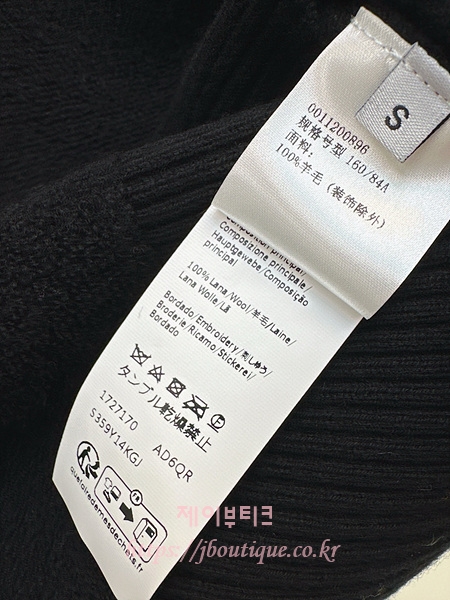 S
0011200896
规格号型 160/84A
面料:
100%羊毛 (装饰除外)
Composizione principale/
Hauptgewebe/Composição
principal
100% Lana/Wool/羊毛/Laine/
Lana Wolle/Lã
Bordado/Embroidery/刺しゅう/
Broderie/Ricamo/Stickerei/
Bordado
タンブル乾燥禁止
1727170 AD6QR
S359Y14KGJ
FR
quefairedemesdechets.fr
제이부티크
https://jboutique.co.kr